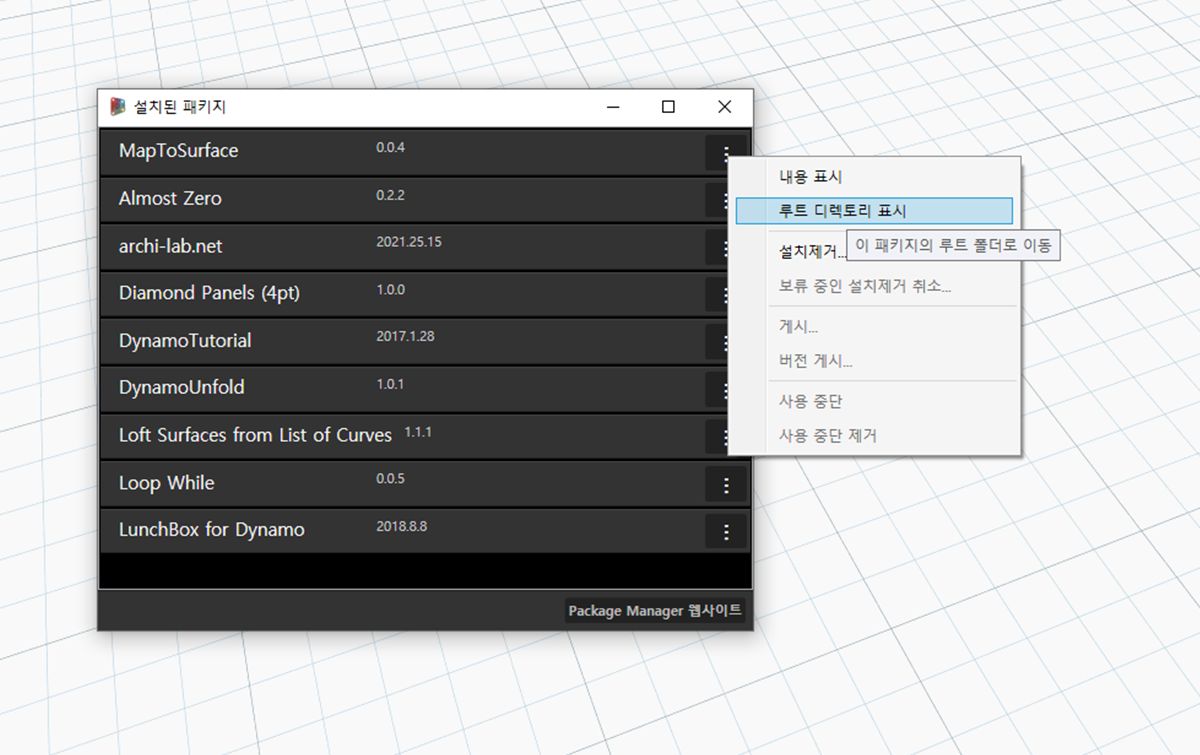 설치된 패키지
MapToSurface 0.0.4
Almost Zero 0.2.2
archi-lab.net 2021.25.15
Diamond Panels (4pt) 1.0.0
DynamoTutorial 2017.1.28
DynamoUnfold 1.0.1
Loft Surfaces from List of Curves 1.1.1
Loop While 0.0.5
LunchBox for Dynamo 2018.8.8
Package Manager 웹사이트
내용 표시
루트 디렉토리 표시
설치제거...
이 패키지의 루트 폴더로 이동
보류 중인 설치제거 취소...
게시...
버전 게시...
사용 중단
사용 중단 제거